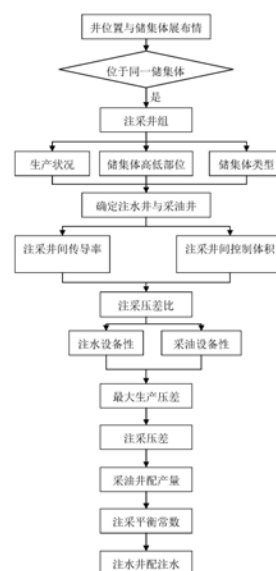 井位置与储集体展布情
位于同一储集体
是
注采井组
生产状况
储集体高低部位
储集体类型
确定注水井与采油井
注采井间传导率
注采井间控制体积
注采压差比
注水设备性
采油设备性
最大生产压差
注采压差
采油井配产量
注采平衡常数
注水井配注水